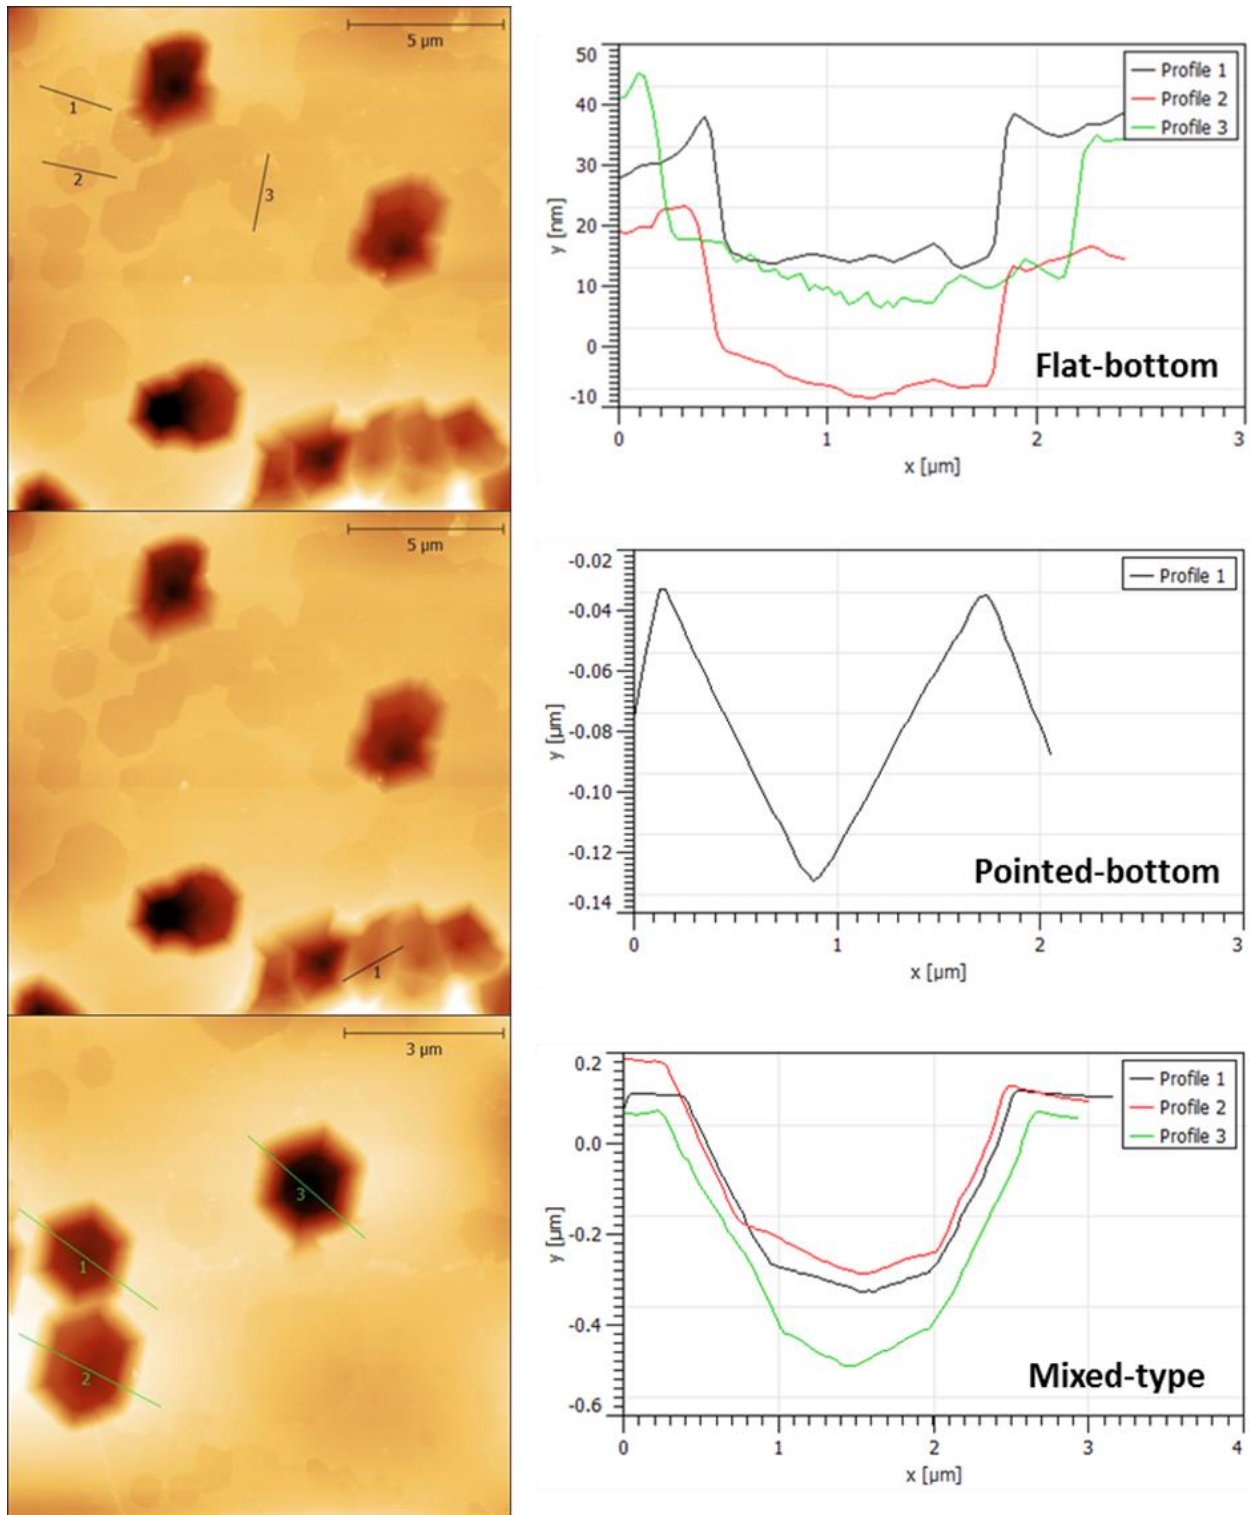 5 µm
1
2
3
50
40
30
20
10
0
-10
y [nm]
Profile 1
Profile 2
Profile 3
Flat-bottom
0
1
2
3
x [µm]
5 µm
1
-0.02
-0.04
-0.06
-0.08
-0.10
-0.12
-0.14
y [µm]
Profile 1
Pointed-bottom
0
1
2
3
x [µm]
3 µm
3
1
2
0.2
0.0
-0.2
-0.4
-0.6
y [µm]
Profile 1
Profile 2
Profile 3
Mixed-type
0
1
2
3
4
x [µm]